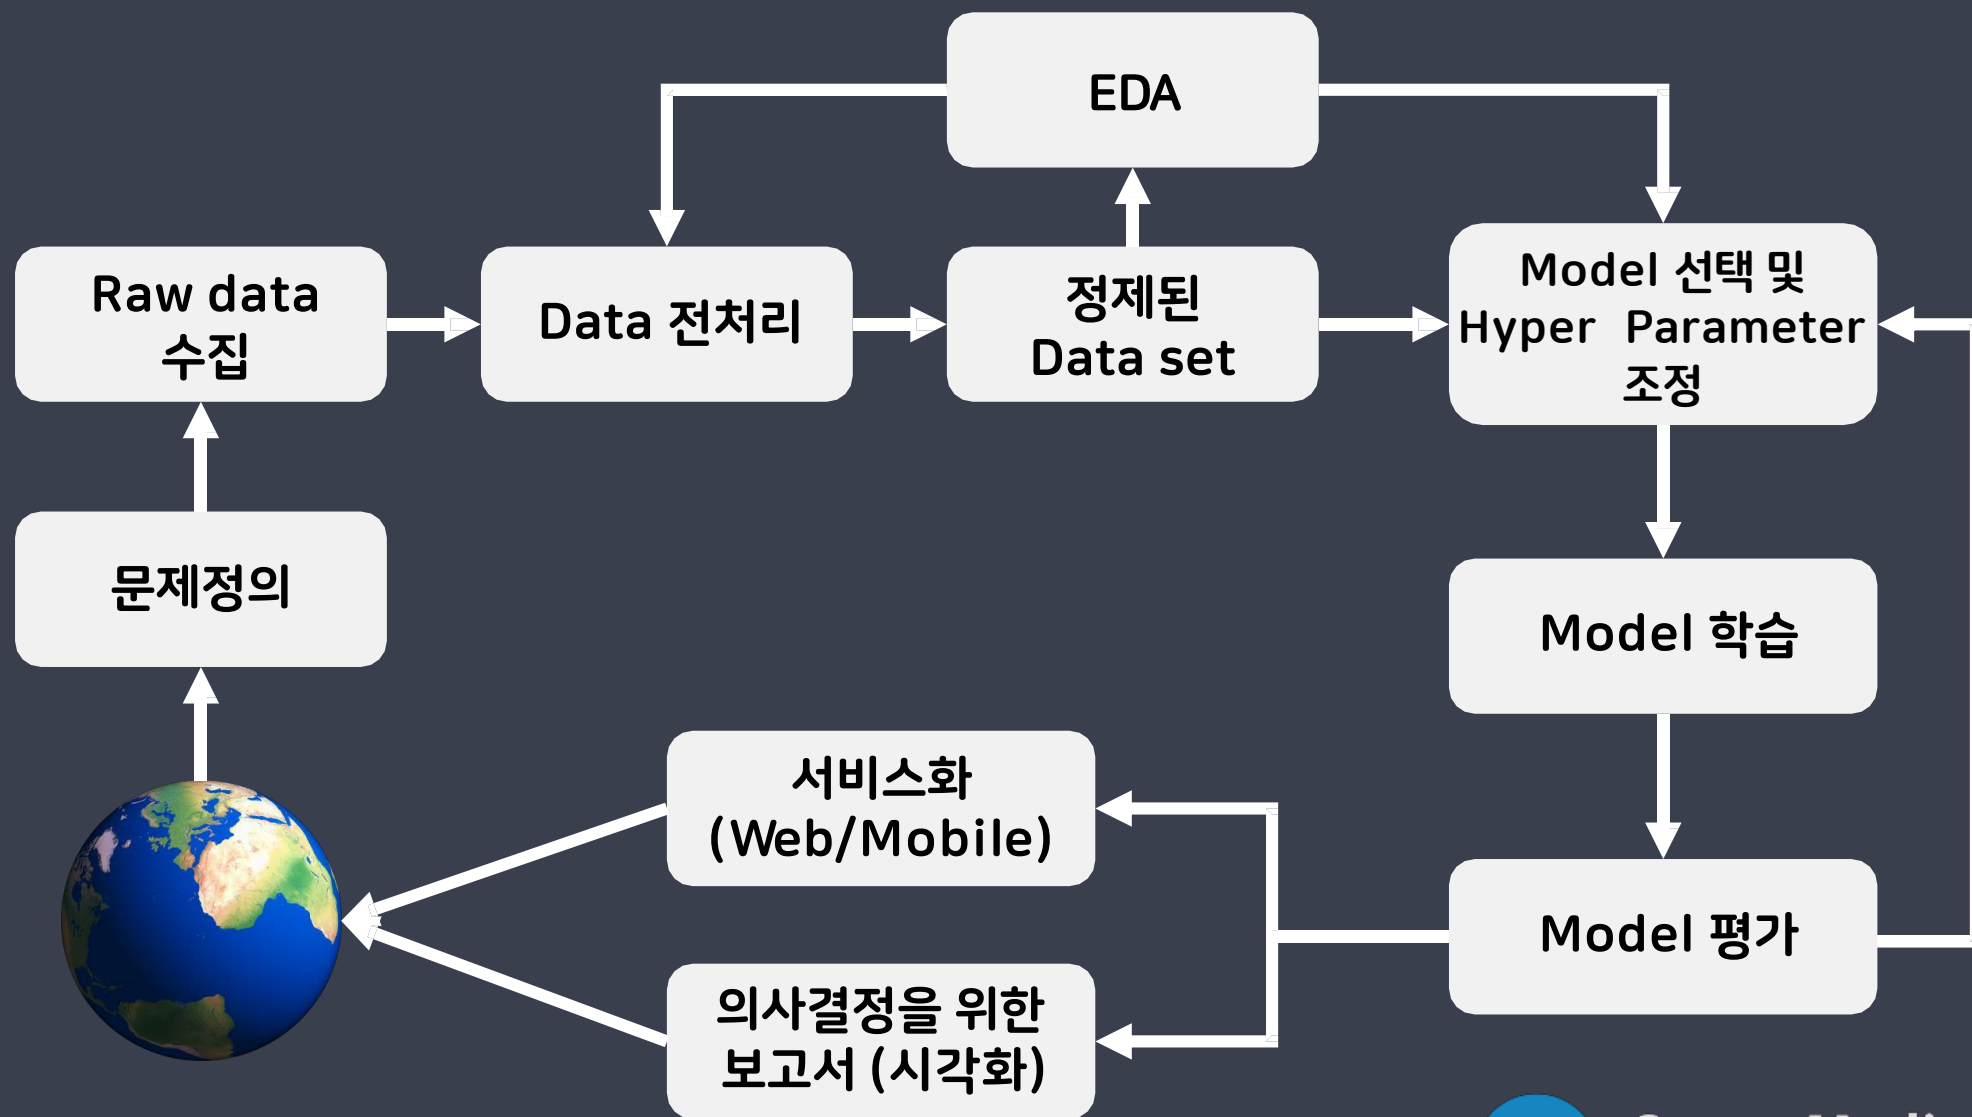 EDA
Raw data
수집
Data 전처리
정제된
Data set
Model 선택 및
Hyper Parameter
조정
문제정의
Model 학습
서비스화
(Web/Mobile)
Model 평가
의사결정을 위한
보고서 (시각화)